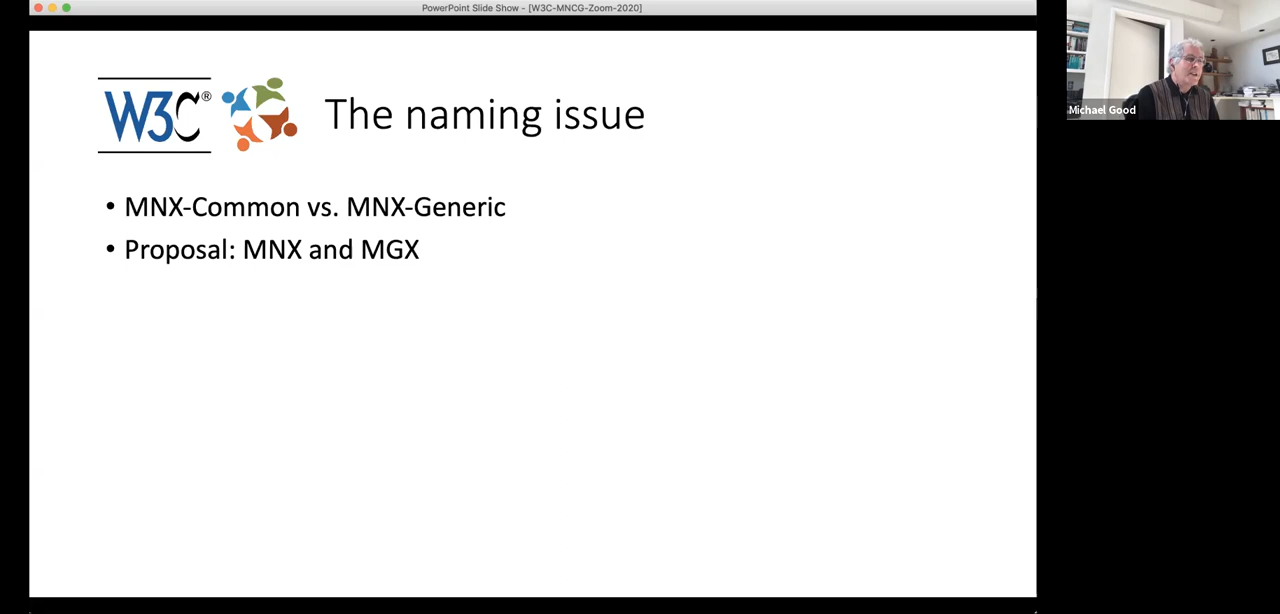 PowerPoint Slide Show - [W3C-MNCG-Zoom-2020]
W3C®
The naming issue
• MNX-Common vs. MNX-Generic
• Proposal: MNX and MGX
Michael Good